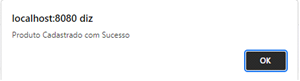 localhost:8080 diz
Produto Cadastrado com Sucesso
OK